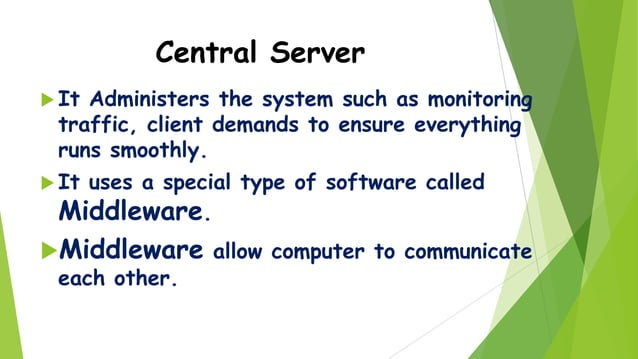 Central Server
It Administers the system such as monitoring
traffic, client demands to ensure everything
runs smoothly.
It uses a special type of software called
Middleware.
Middleware allow computer to communicate
each other.